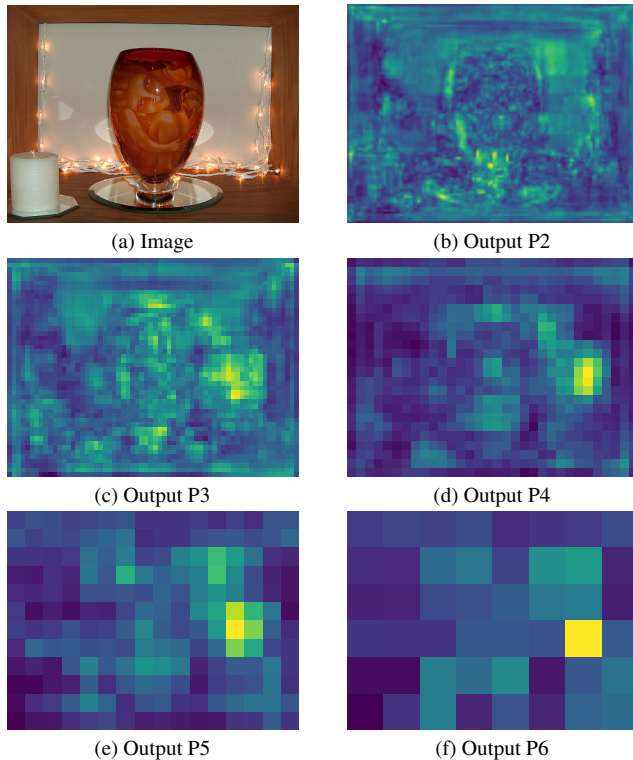 (a) Image
(b) Output P2
(c) Output P3
(d) Output P4
(e) Output P5
(f) Output P6